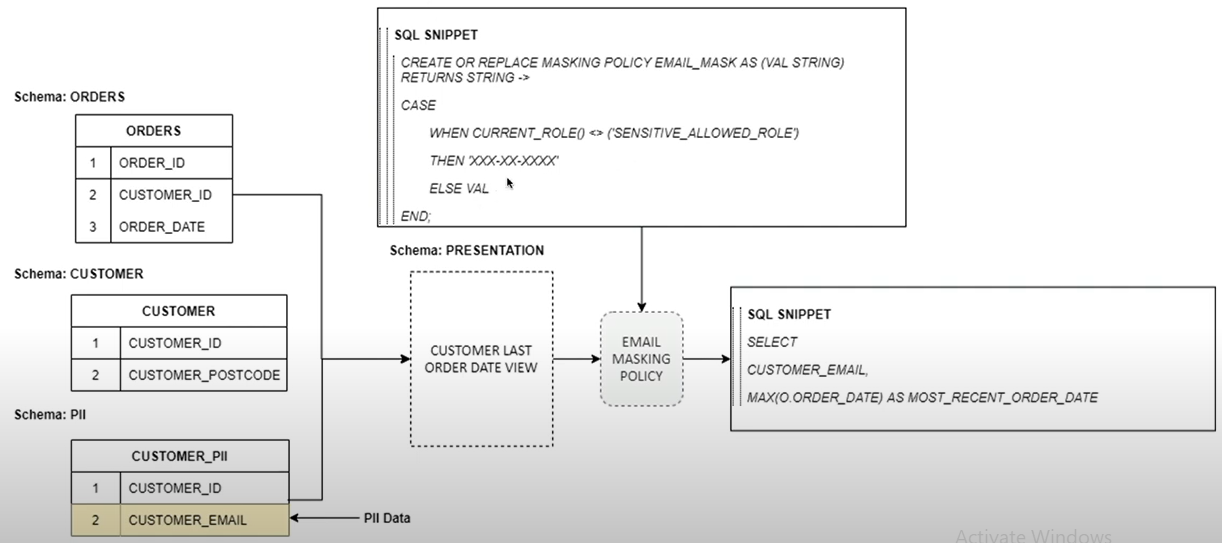 SQL SNIPPET
CREATE OR REPLACE MASKING POLICY EMAIL_MASK AS (VAL STRING)
RETURNS STRING ->
CASE
WHEN CURRENT_ROLE() <> ('SENSITIVE_ALLOWED_ROLE')
THEN 'XXX-XX-XXXX'
ELSE VAL
END;
Schema: ORDERS
ORDERS
1 ORDER_ID
2 CUSTOMER_ID
3 ORDER_DATE
Schema: CUSTOMER
CUSTOMER
1 CUSTOMER_ID
2 CUSTOMER_POSTCODE
Schema: PII
CUSTOMER_PII
1 CUSTOMER_ID
2 CUSTOMER_EMAIL
PII Data
Schema: PRESENTATION
CUSTOMER LAST
ORDER DATE VIEW
EMAIL
MASKING
POLICY
SQL SNIPPET
SELECT
CUSTOMER_EMAIL,
MAX(O.ORDER_DATE) AS MOST_RECENT_ORDER_DATE
Activate Windows